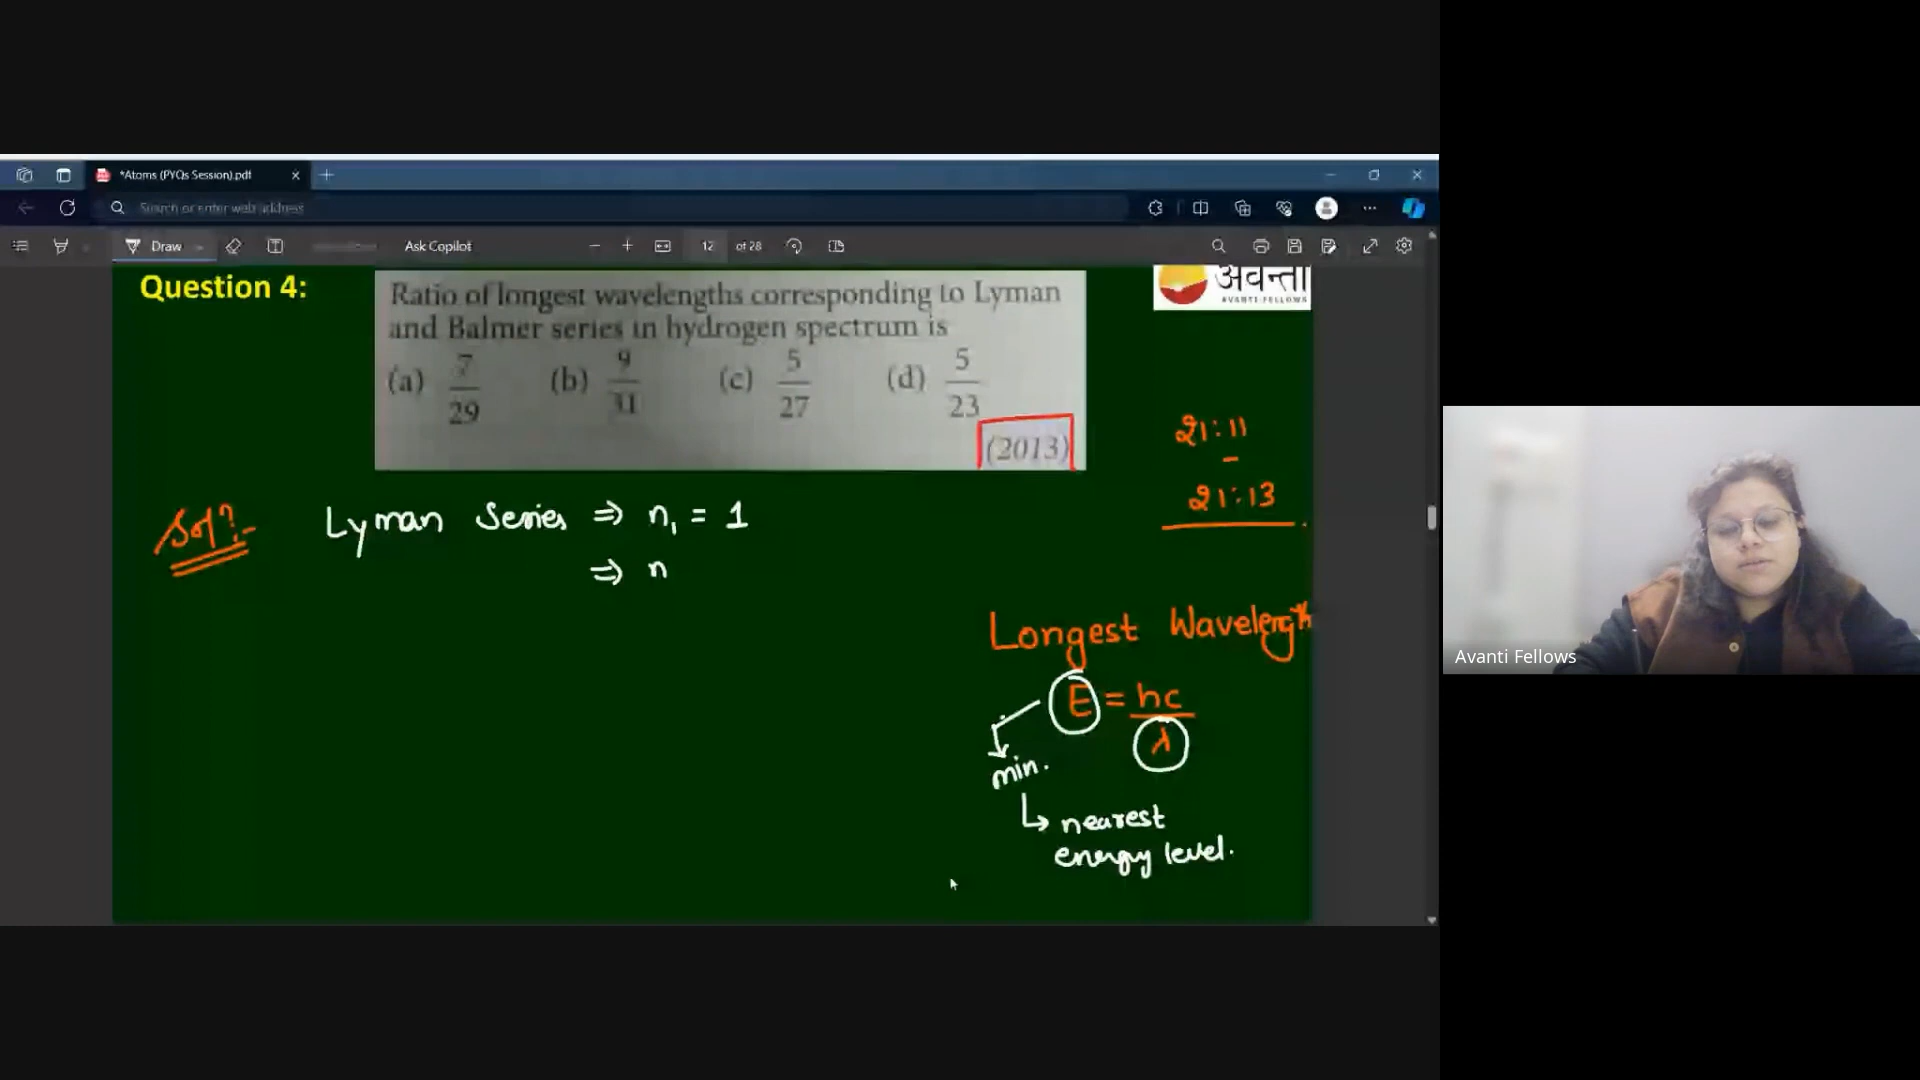 *Atoms (PYQs Session).pdf
Search or enter web address
Draw
Ask Copilot
12 of 28
Question 4:
Ratio of longest wavelengths corresponding to Lyman
and Balmer series in hydrogen spectrum is
(a) 7/29 (b) 9/31 (c) 5/27 (d) 5/23
(2013)
अवन्ती
AVANTI FELLOWS
21:11
21:13
Sol?:-
Lyman Series ⇒ n₁ = 1
⇒ n
Longest Wavelength
E = hc/λ
min.
↳ nearest
energy level.
Avanti Fellows